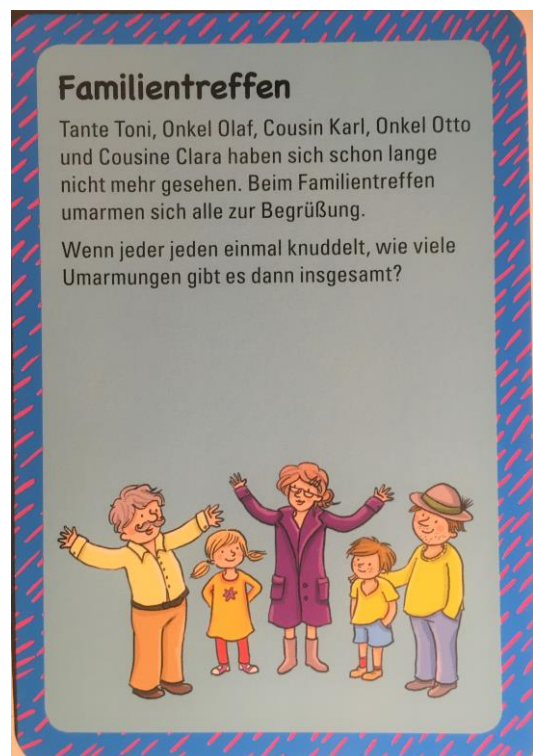 Familientreffen
Tante Toni, Onkel Olaf, Cousin Karl, Onkel Otto
und Cousine Clara haben sich schon lange
nicht mehr gesehen. Beim Familientreffen
umarmen sich alle zur Begrüßung.
Wenn jeder jeden einmal knuddelt, wie viele
Umarmungen gibt es dann insgesamt?